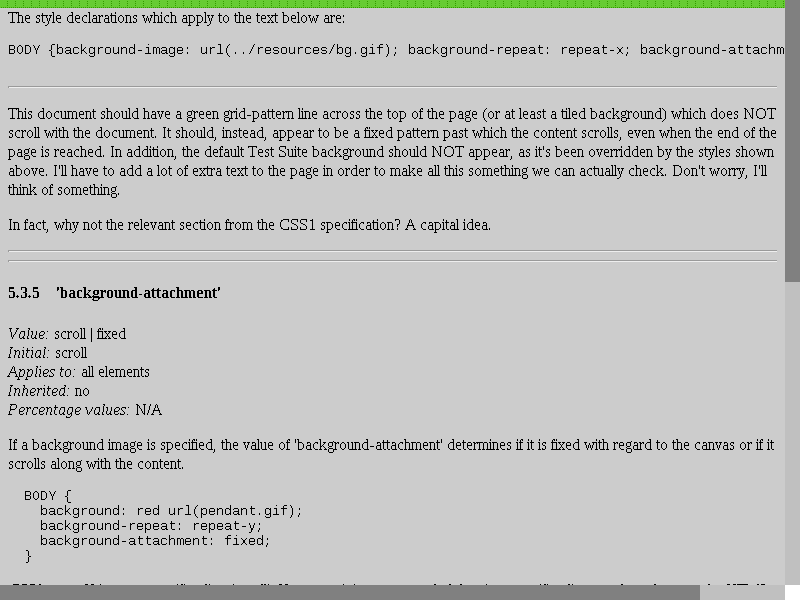 The style declarations which apply to the text below are:
BODY {background-image: url(../resources/bg.gif); background-repeat: repeat-x; background-attachm
This document should have a green grid-pattern line across the top of the page (or at least a tiled background) which does NOT
scroll with the document. It should, instead, appear to be a fixed pattern past which the content scrolls, even when the end of the
page is reached. In addition, the default Test Suite background should NOT appear, as it's been overridden by the styles shown
above. I'll have to add a lot of extra text to the page in order to make all this something we can actually check. Don't worry, I'll
think of something.
In fact, why not the relevant section from the CSS1 specification? A capital idea.
5.3.5 'background-attachment'
Value: scroll | fixed
Initial: scroll
Applies to: all elements
Inherited: no
Percentage values: N/A
If a background image is specified, the value of 'background-attachment' determines if it is fixed with regard to the canvas or if it
scrolls along with the content.
BODY {
background: red url(pendant.gif);
background-repeat: repeat-y;
background-attachment: fixed;
}